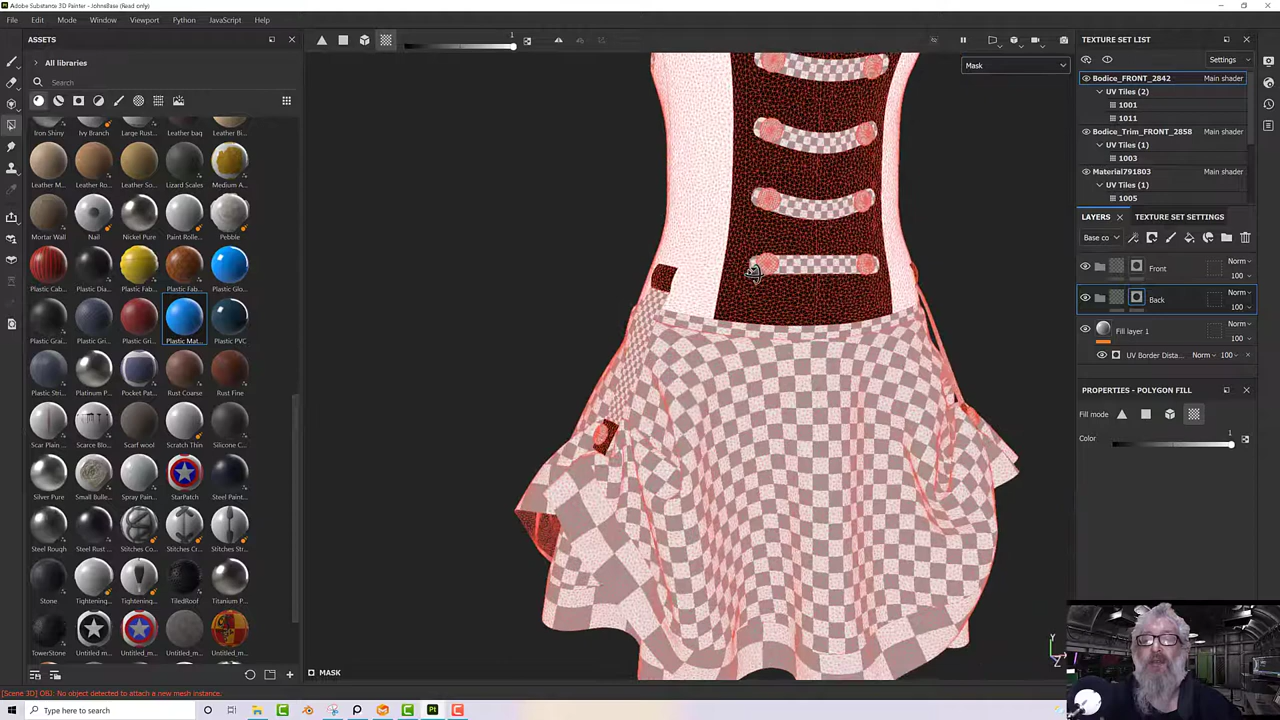 Adobe Substance 3D Painter - JohneBase (Read only)
File Edit Mode Window Viewport Python JavaScript Help
ASSETS
All libraries
Search
1
Mask
Iron Shiny Ivy Branch Large Rust... Leather bag Leather Bi...
Leather M... Leather Ro... Leather So... Lizard Scales Medium A...
Mortar Wall Nail Nickel Pure Paint Rolle... Pebble
Plastic Cab... Plastic Dia... Plastic Fab... Plastic Fab... Plastic Glo...
Plastic Grai... Plastic Gri... Plastic Gri... Plastic Mat... Plastic PVC
Plastic Stri... Platinum P... Pocket Pat... Rust Coarse Rust Fine
Scar Plain ... Scarce Blo... Scarf wool Scratch Thin Silicone C...
Silver Pure Small Bulle... Spray Pain... StarPatch Steel Paint...
Steel Rough Steel Rust ... Stitches Co... Stitches Cr... Stitches Str...
Stone Tightening... Tightening... TiledRoof Titanium P...
TowerStone Untitled m... Untitled m... Untitled_m... Untitled_m...
MASK
[Scene 3D] OBJ: No object detected to attach a new mesh instance.
TEXTURE SET LIST
Settings
Bodice_FRONT_2842 Main shader
UV Tiles (2)
1001
1011
Bodice_Trim_FRONT_2858 Main shader
UV Tiles (1)
1003
Material791803 Main shader
UV Tiles (1)
1005
LAYERS TEXTURE SET SETTINGS
Base co
Front Norm
100
Back Norm
100
Fill layer 1 Norm
100
UV Border Dista... Norm 100
PROPERTIES - POLYGON FILL
Fill mode
Color 1
Y
Z
Type here to search